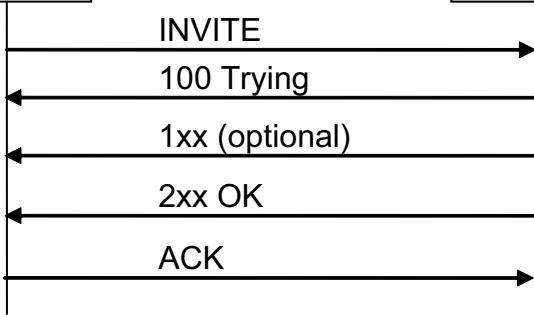 INVITE
100 Trying
1xx (optional)
2xx OK
ACK